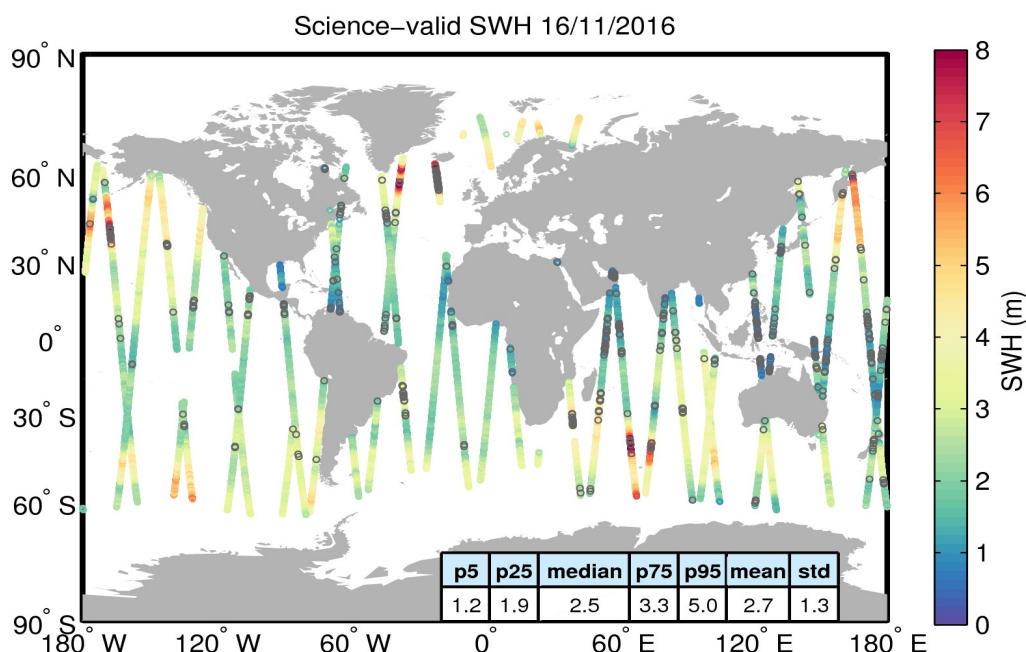 Science−valid SWH 16/11/2016
90° N
60° N
30° N
0°
30° S
60° S
90° S
180° W
120° W
60° W
0°
60° E
120° E
180° E
8
7
6
5
4
3
2
1
0
SWH (m)
p5 p25 median p75 p95 mean std
1.2 1.9 2.5 3.3 5.0 2.7 1.3